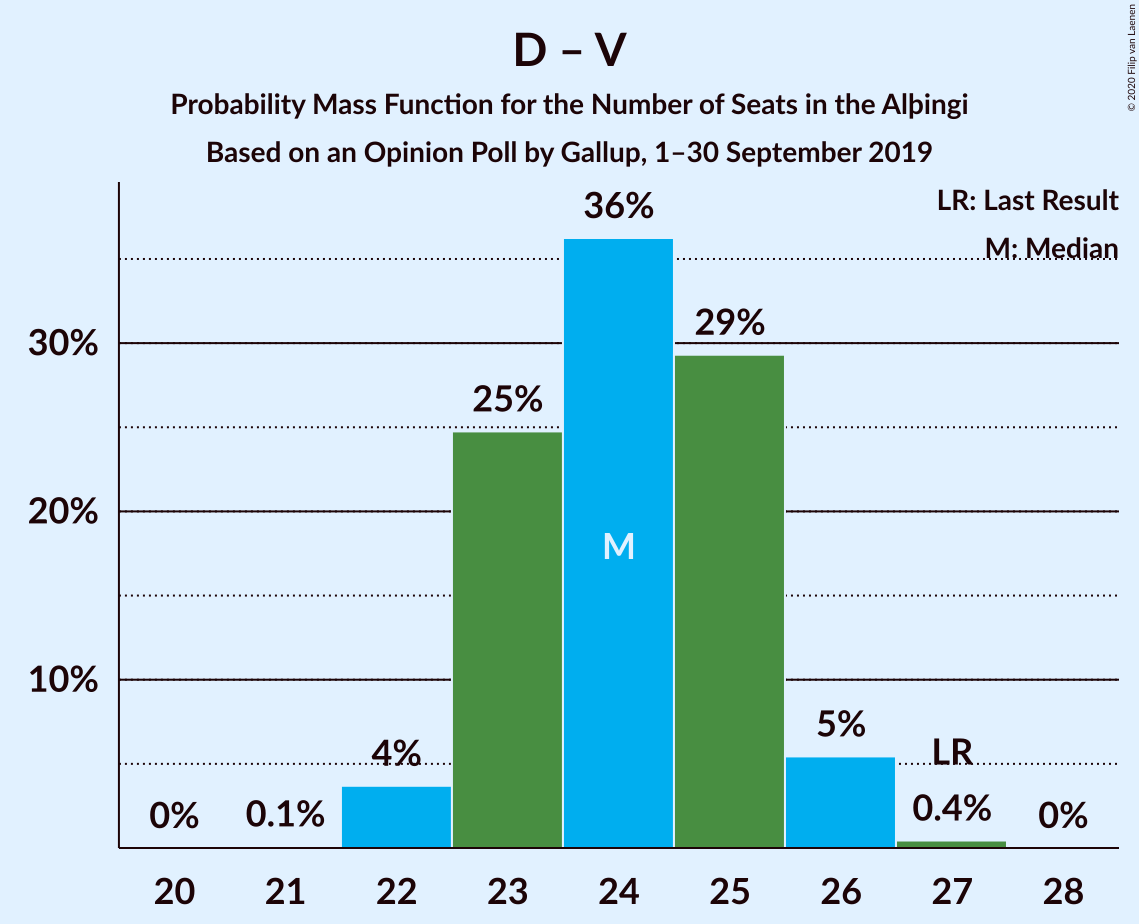 D – V
Probability Mass Function for the Number of Seats in the Alþingi
Based on an Opinion Poll by Gallup, 1–30 September 2019
© 2020 Filip van Laenen
LR: Last Result
M: Median
36%
29%
30%
25%
20%
M
10%
5%
4%
LR
0%
0.1%
0.4%
0%
20 21 22 23 24 25 26 27 28